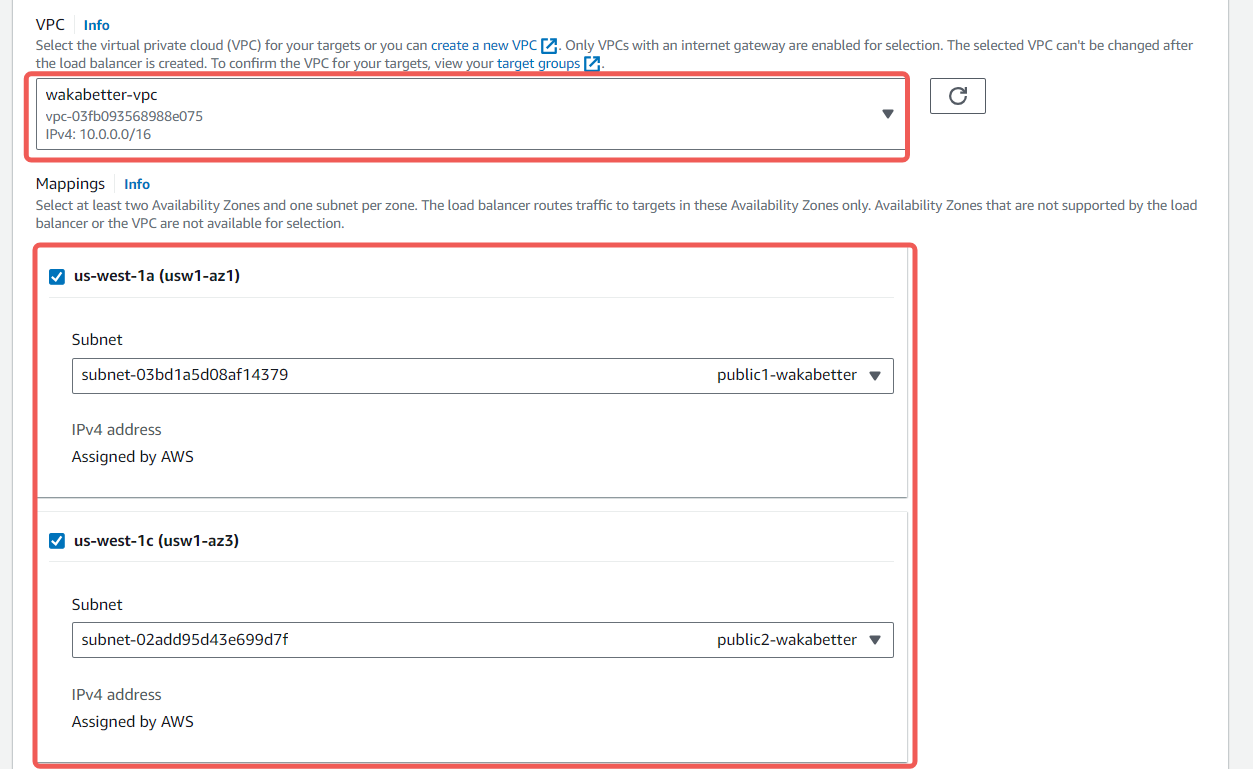 VPC Info
Select the virtual private cloud (VPC) for your targets or you can create a new VPC. Only VPCs with an internet gateway are enabled for selection. The selected VPC can't be changed after
the load balancer is created. To confirm the VPC for your targets, view your target groups.
wakabetter-vpc
vpc-03fb093568988e075
IPv4: 10.0.0.0/16
Mappings Info
Select at least two Availability Zones and one subnet per zone. The load balancer routes traffic to targets in these Availability Zones only. Availability Zones that are not supported by the load
balancer or the VPC are not available for selection.
us-west-1a (usw1-az1)
Subnet
subnet-03bd1a5d08af14379 public1-wakabetter
IPv4 address
Assigned by AWS
us-west-1c (usw1-az3)
Subnet
subnet-02add95d43e699d7f public2-wakabetter
IPv4 address
Assigned by AWS